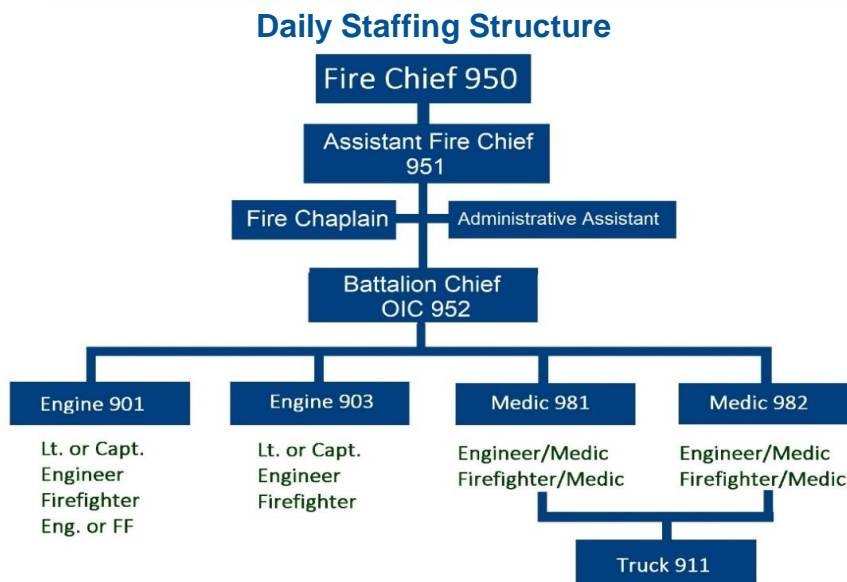 Daily Staffing Structure
Fire Chief 950
Assistant Fire Chief
951
Fire Chaplain
Administrative Assistant
Battalion Chief
OIC 952
Engine 901
Lt. or Capt.
Engineer
Firefighter
Eng. or FF
Engine 903
Lt. or Capt.
Engineer
Firefighter
Medic 981
Engineer/Medic
Firefighter/Medic
Medic 982
Engineer/Medic
Firefighter/Medic
Truck 911